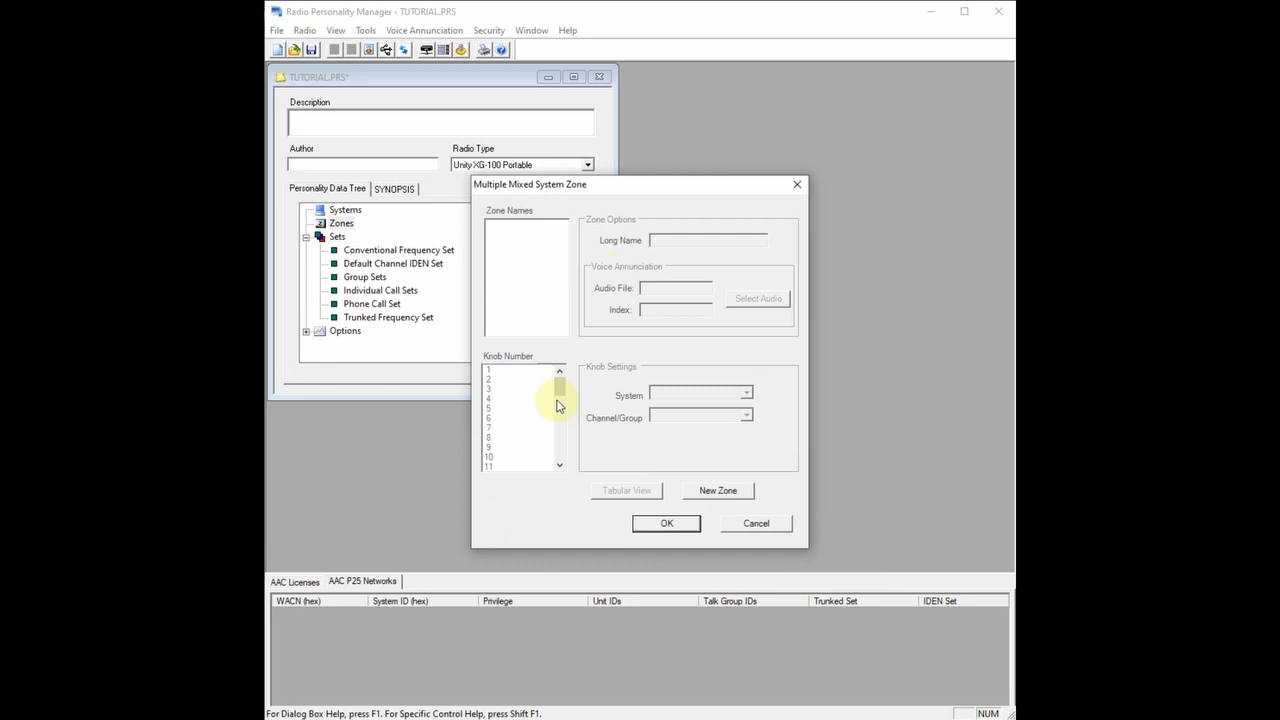 Radio Personality Manager - TUTORIAL.PRS
File Radio View Tools Voice Annunciation Security Window Help
TUTORIAL.PRS*
Description
Author
Radio Type
Unity XG-100 Portable
Personality Data Tree SYNOPSIS
Systems
Zones
Sets
Conventional Frequency Set
Default Channel IDEN Set
Group Sets
Individual Call Sets
Phone Call Set
Trunked Frequency Set
Options
Multiple Mixed System Zone
Zone Names
Zone Options
Long Name
Voice Annunciation
Audio File:
Select Audio
Index:
Knob Number
1
2
3
4
5
6
7
8
9
10
11
Knob Settings
System
Channel/Group
Tabular View
New Zone
OK
Cancel
AAC Licenses AAC P25 Networks
WACN (hex) System ID (hex) Privilege Unit IDs Talk Group IDs Trunked Set IDEN Set
For Dialog Box Help, press F1. For Specific Control Help, press Shift F1.
NUM